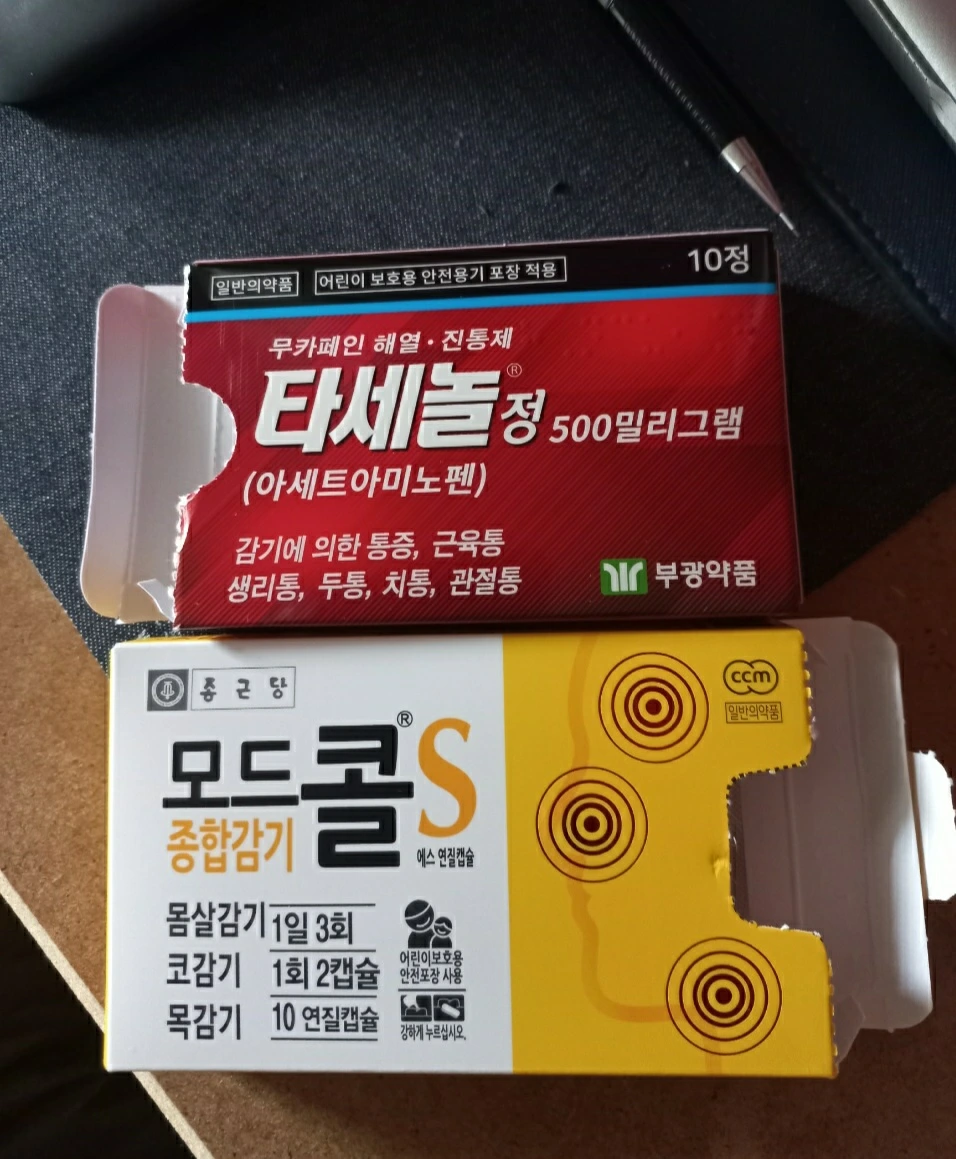 일반의약품 어린이 보호용 안전용기 포장 적용 10정
무카페인 해열·진통제
타세놀® 정 500밀리그램
(아세트아미노펜)
감기에 의한 통증, 근육통
생리통, 두통, 치통, 관절통
부광약품
종근당
ccm
일반의약품
모드콜® S
종합감기
에스 연질캡슐
몸살감기 1일 3회
코감기 1회 2캡슐
목감기 10 연질캡슐
어린이보호용
안전포장 사용
강하게 누르십시오.